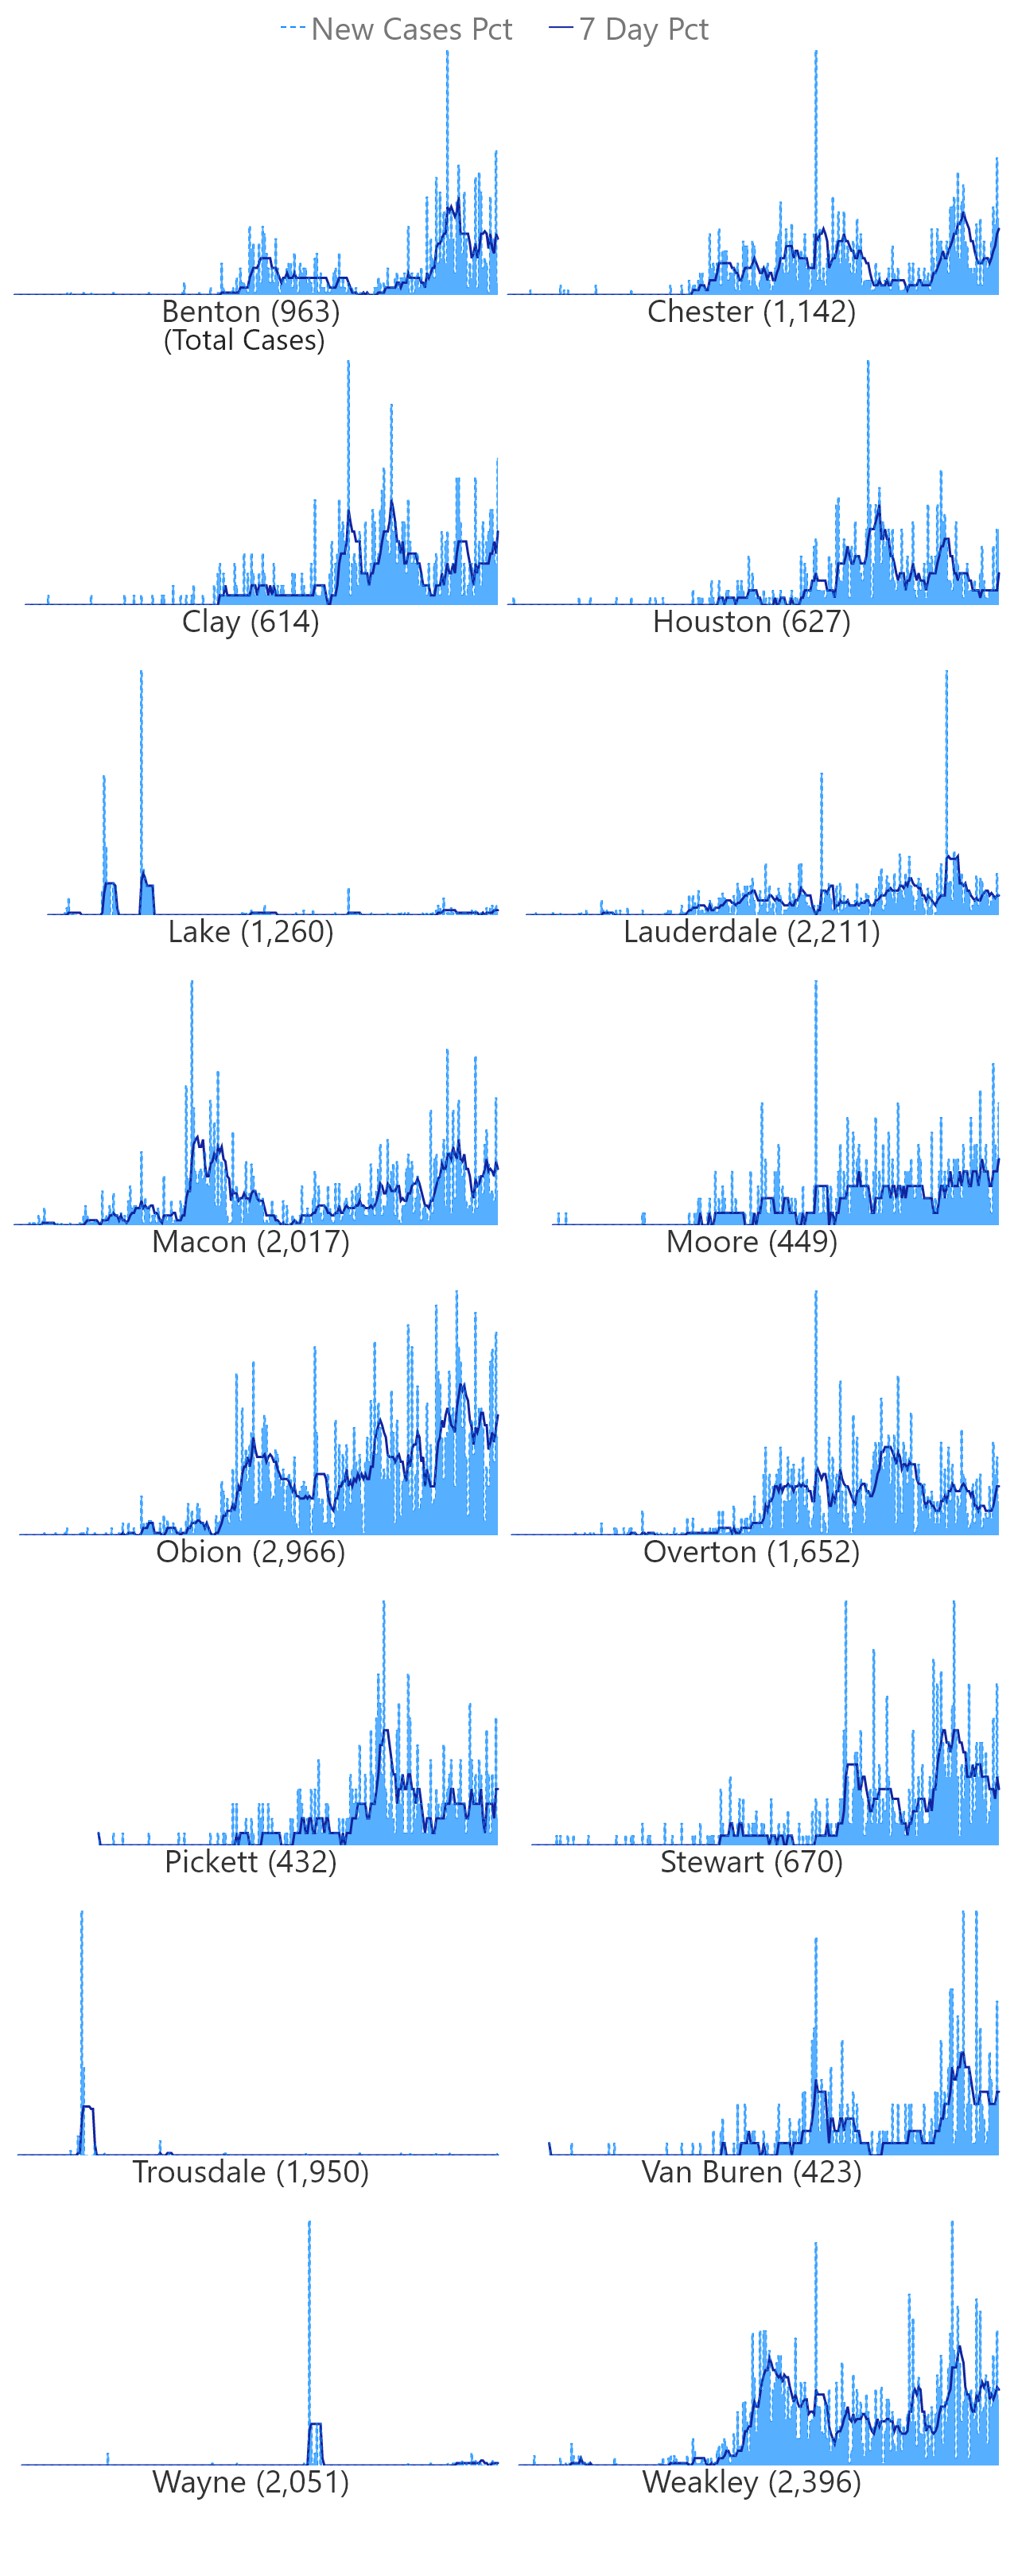 New Cases Pct 7 Day Pct
Benton (963) Chester (1,142)
(Total Cases)
Clay (614) Houston (627)
Lake (1,260) Lauderdale (2,211)
Macon (2,017) Moore (449)
Obion (2,966) Overton (1,652)
Pickett (432) Stewart (670)
Trousdale (1,950) Van Buren (423)
Wayne (2,051) Weakley (2,396)